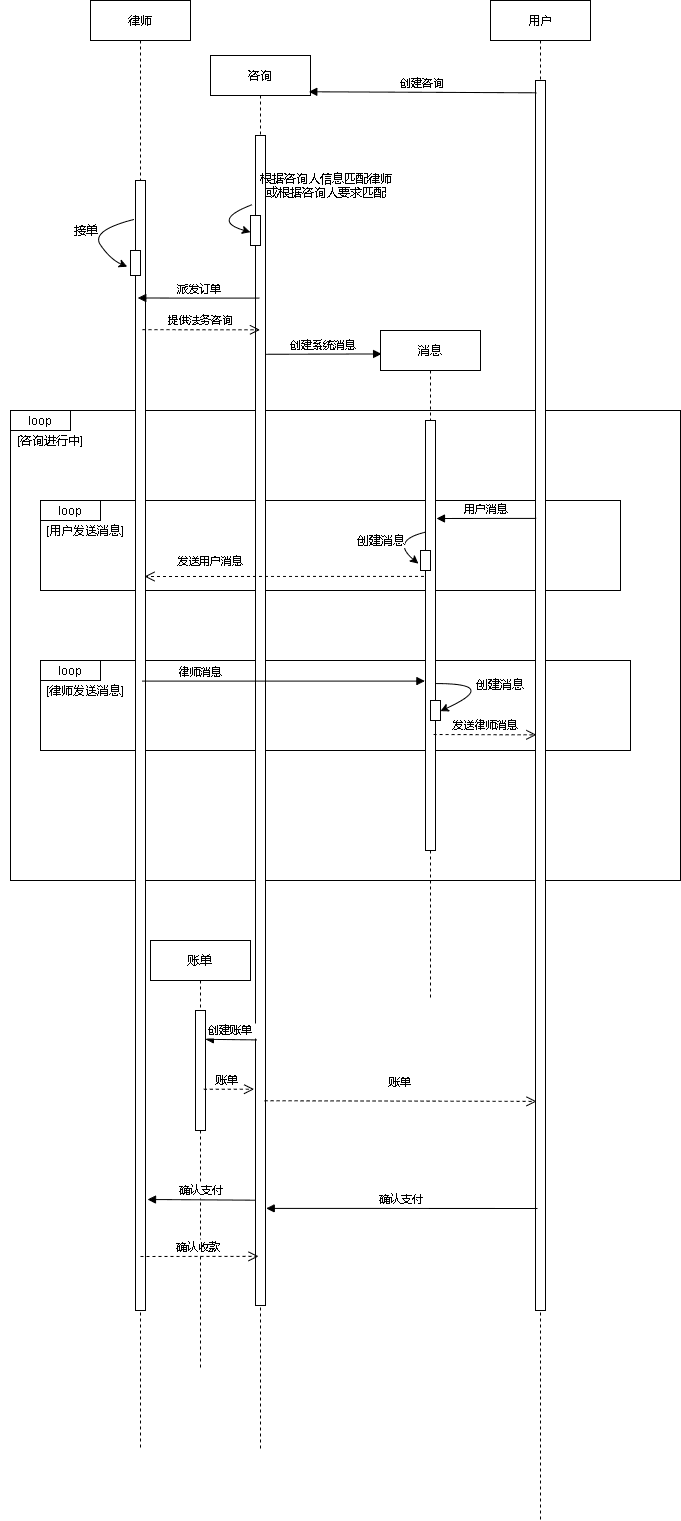 律师
用户
咨询
创建咨询
根据咨询人信息匹配律师
或根据咨询人要求匹配
接单
派发订单
提供法务咨询
创建系统消息
消息
loop
[咨询进行中]
loop
用户消息
[用户发送消息]
创建消息
发送用户消息
loop
律师消息
[律师发送消息]
创建消息
发送律师消息
账单
创建账单
账单
账单
确认支付
确认支付
确认收款